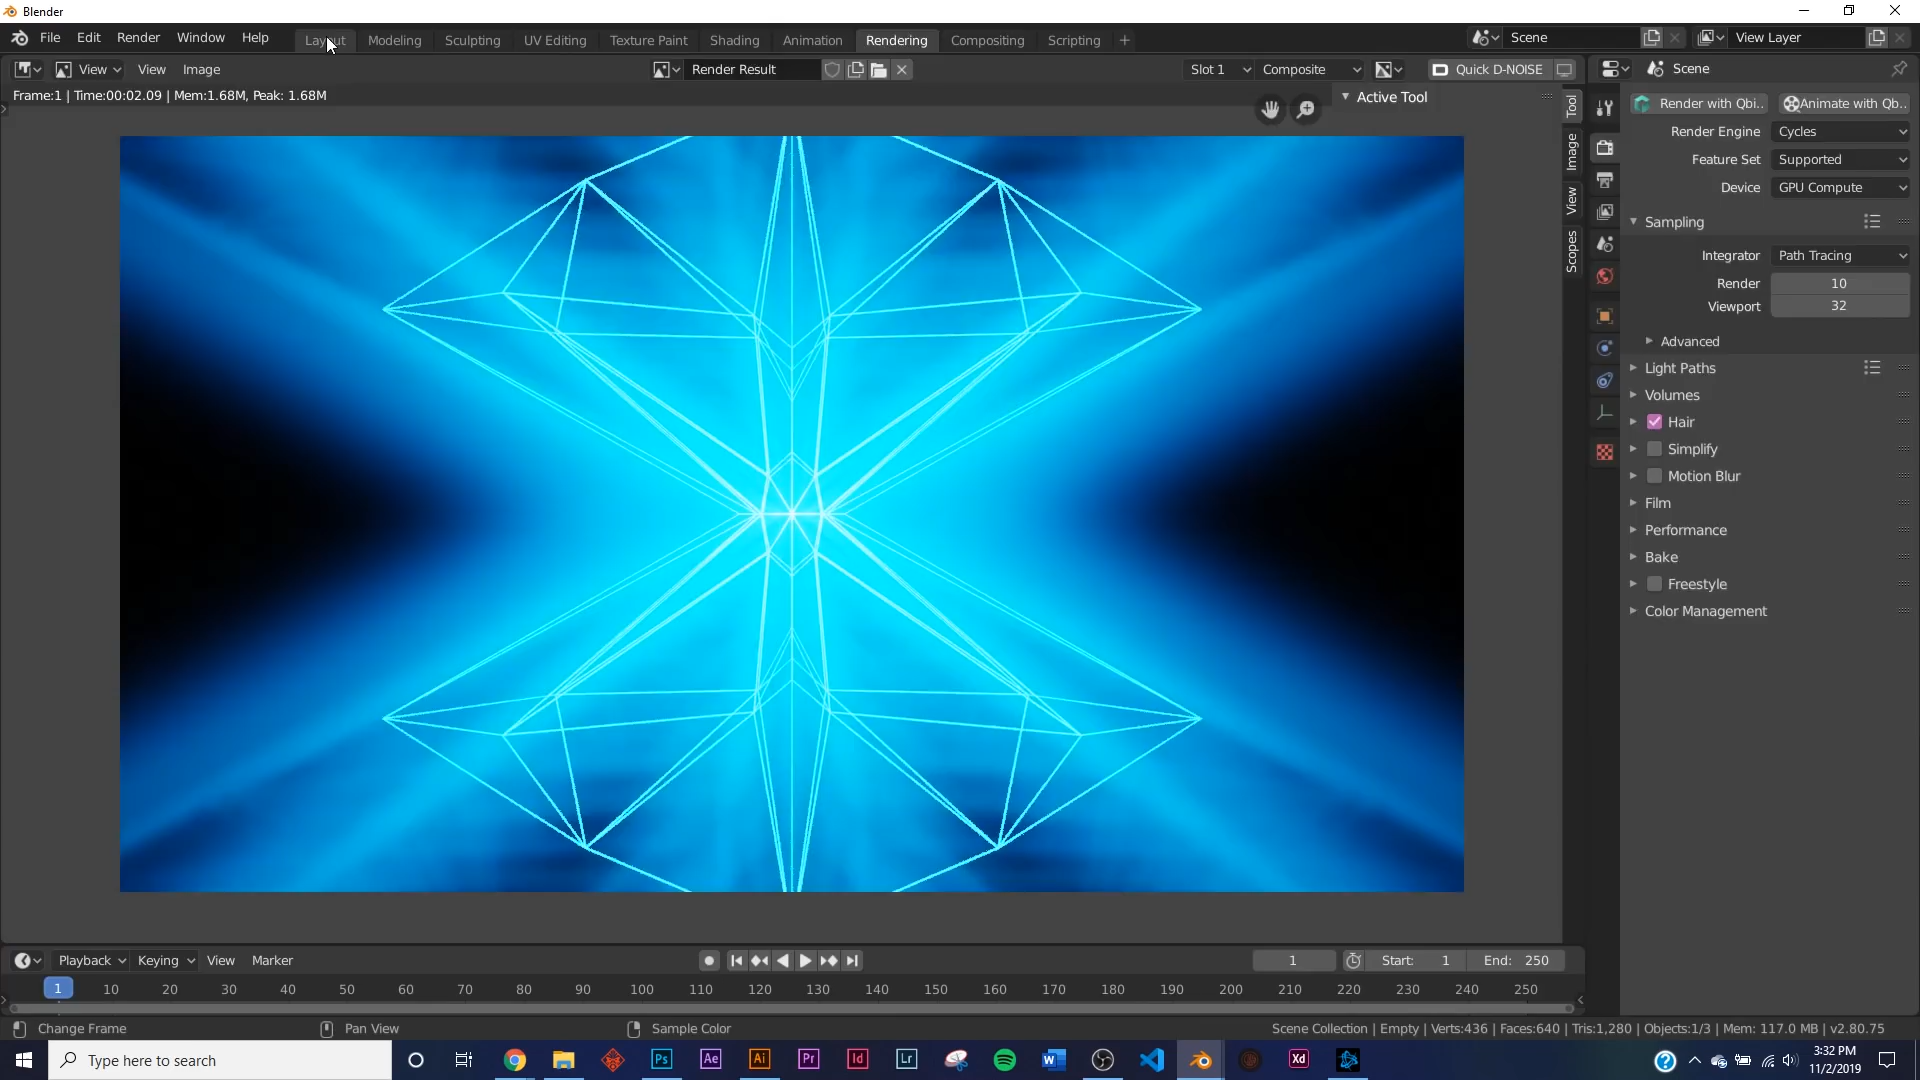 Blender
File Edit Render Window Help Layout Modeling Sculpting UV Editing Texture Paint Shading Animation Rendering Compositing Scripting + Scene View Layer
View View Image Render Result Slot 1 Composite Quick D-NOISE Scene
Frame:1 | Time:00:02.09 | Mem:1.68M, Peak: 1.68M
Active Tool
Tool
Image
View
Scopes
Render with Qbi.. Animate with Qb..
Render Engine Cycles
Feature Set Supported
Device GPU Compute
Sampling
Integrator Path Tracing
Render 10
Viewport 32
Advanced
Light Paths
Volumes
Hair
Simplify
Motion Blur
Film
Performance
Bake
Freestyle
Color Management
Playback Keying View Marker 1 Start: 1 End: 250
1 10 20 30 40 50 60 70 80 90 100 110 120 130 140 150 160 170 180 190 200 210 220 230 240 250
Change Frame Pan View Sample Color Scene Collection | Empty | Verts:436 | Faces:640 | Tris:1,280 | Objects:1/3 | Mem: 117.0 MB | v2.80.75
Type here to search Ps Ae Ai Pr Id Lr W Xd ?
3:32 PM
11/2/2019